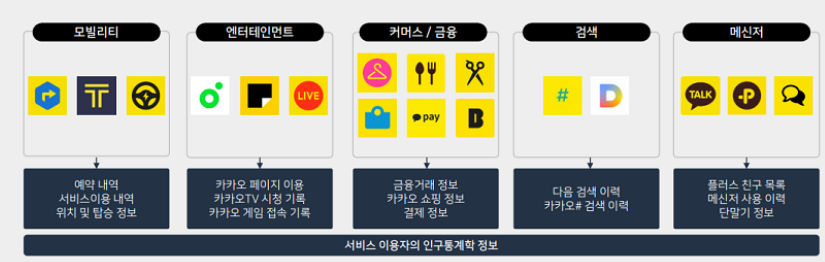 모빌리티
엔터테인먼트
커머스 / 금융
검색
메신저
LIVE
pay
B
#
D
TALK
P
예약 내역
서비스이용 내역
위치 및 탑승 정보
카카오 페이지 이용
카카오TV 시청 기록
카카오 게임 접속 기록
금융거래 정보
카카오 쇼핑 정보
결제 정보
다음 검색 이력
카카오# 검색 이력
플러스 친구 목록
메신저 사용 이력
단말기 정보
서비스 이용자의 인구통계학 정보